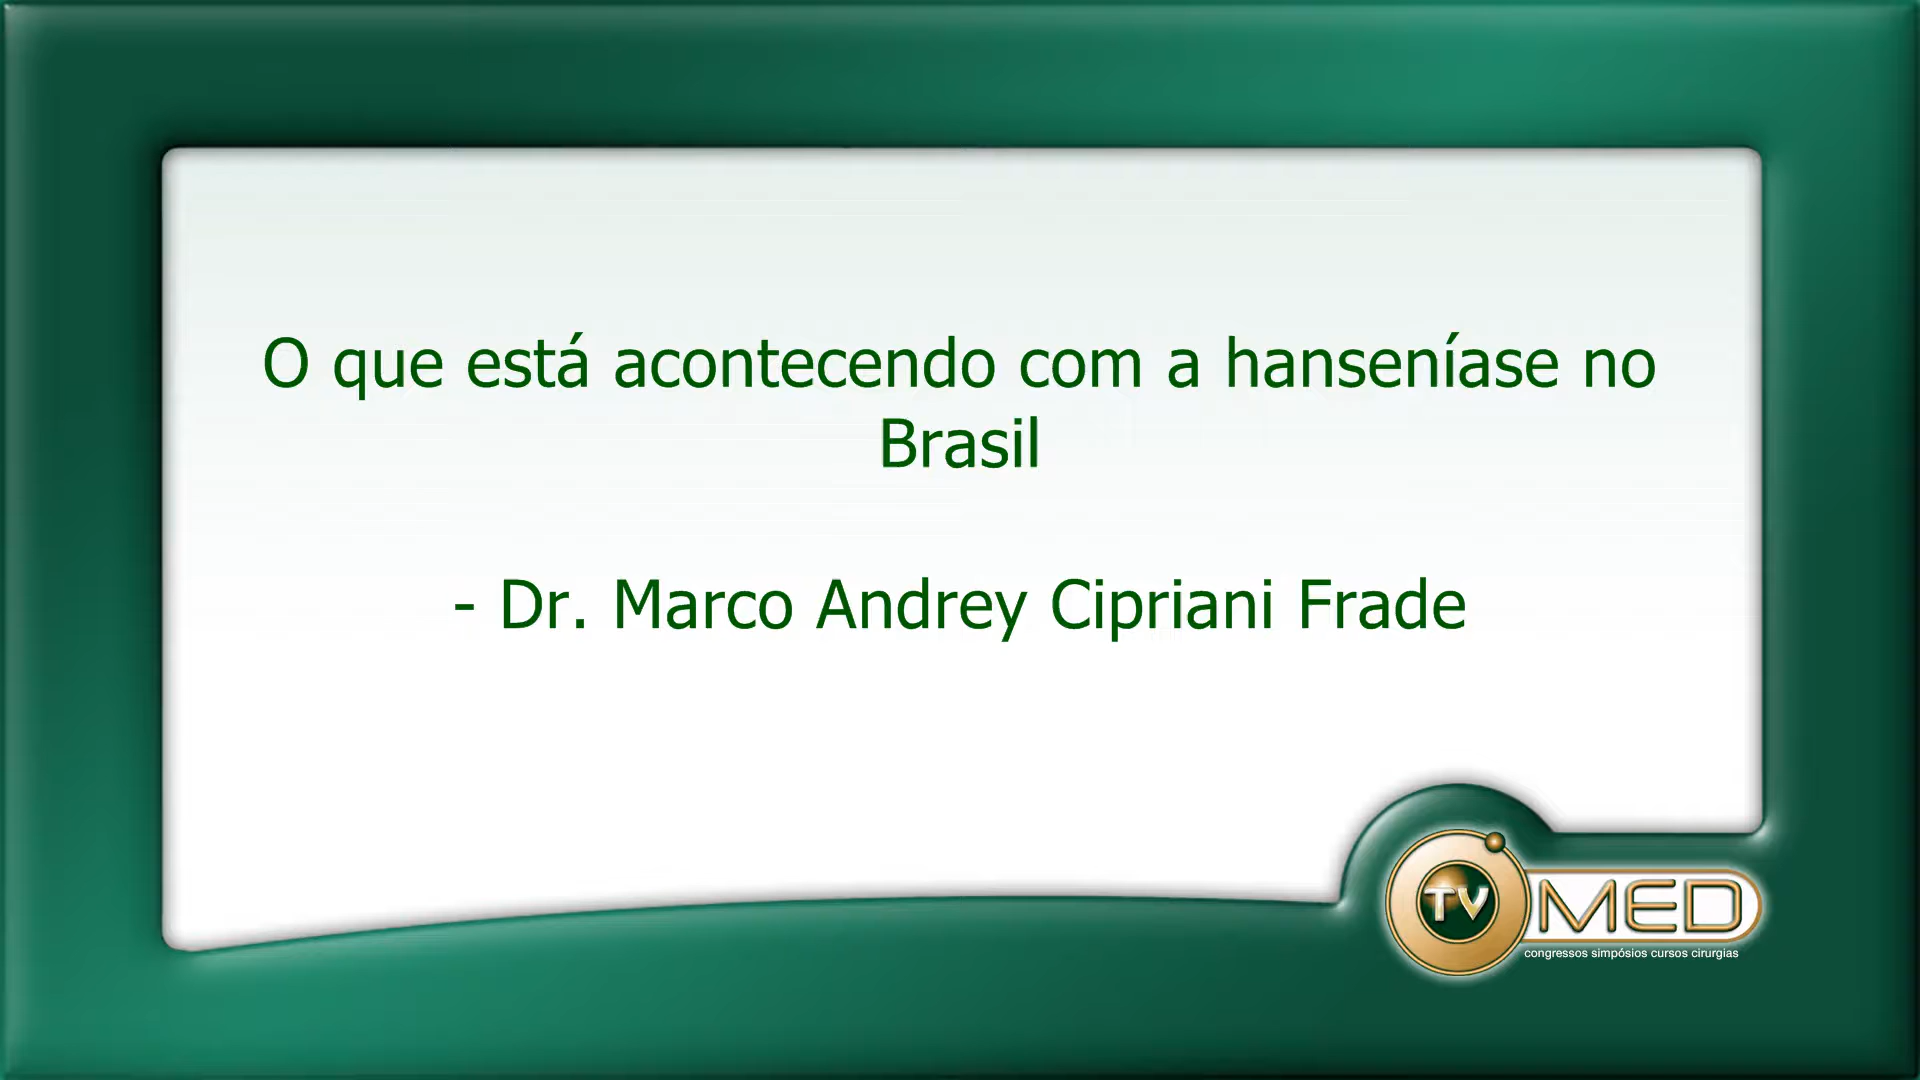 O que está acontecendo com a hanseníase no
Brasil
- Dr. Marco Andrey Cipriani Frade
TV MED
congressos simpósios cursos cirurgias